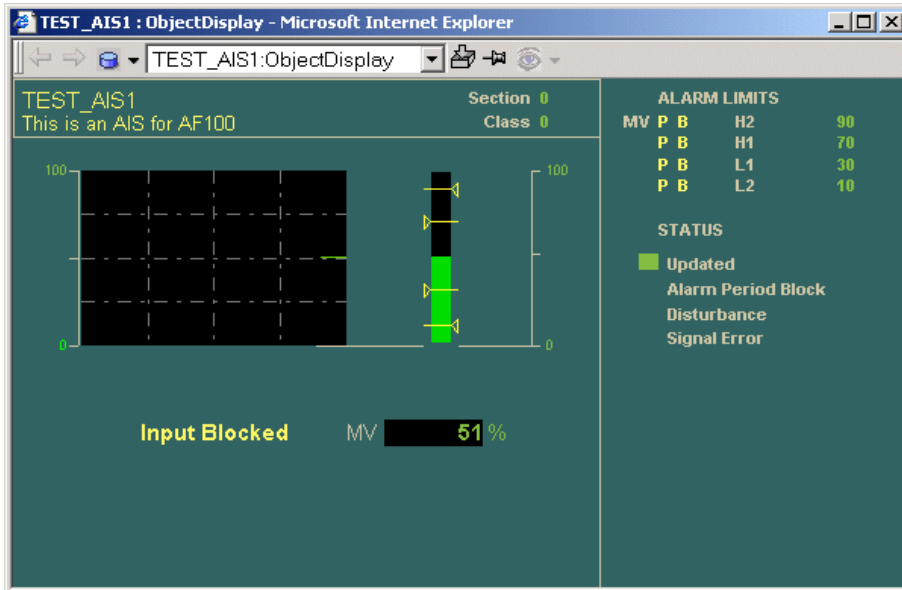 TEST_AIS1 : ObjectDisplay - Microsoft Internet Explorer
TEST_AIS1:ObjectDisplay
TEST_AIS1
This is an AIS for AF100
Section 0
Class 0
100
0
100
0
Input Blocked MV 51 %
ALARM LIMITS
MV P B H2 90
P B H1 70
P B L1 30
P B L2 10
STATUS
Updated
Alarm Period Block
Disturbance
Signal Error